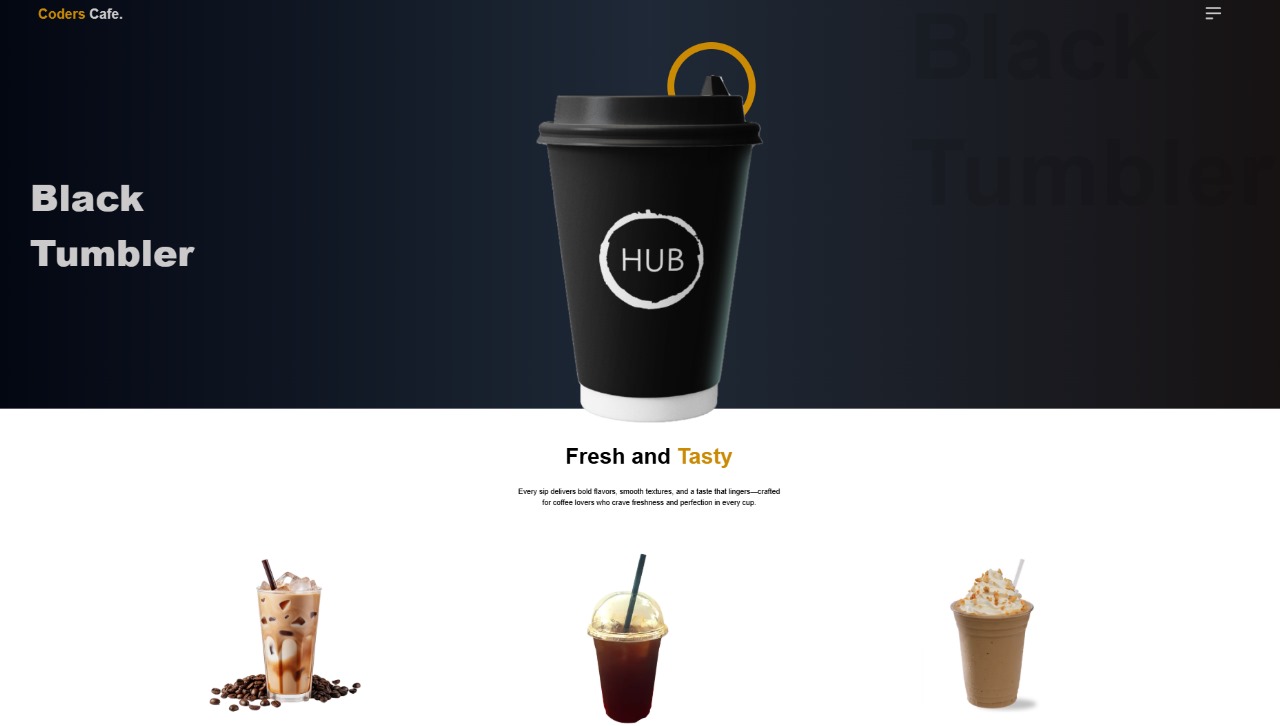 Coders Cafe.
Black
Tumbler
Black
Tumbler
HUB
Fresh and Tasty
Every sip delivers bold flavors, smooth textures, and a taste that lingers—crafted
for coffee lovers who crave freshness and perfection in every cup.